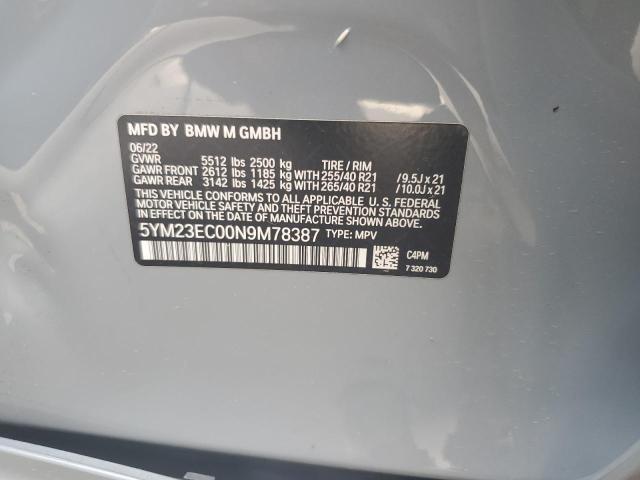 MFD BY BMW M GMBH
06/22
GVWR 5512 lbs 2500 kg TIRE / RIM
GAWR FRONT 2612 lbs 1185 kg WITH 255/40 R21 /9.5J x 21
GAWR REAR 3142 lbs 1425 kg WITH 265/40 R21 /10.0J x 21
THIS VEHICLE CONFORMS TO ALL APPLICABLE U. S. FEDERAL
MOTOR VEHICLE SAFETY AND THEFT PREVENTION STANDARDS
IN EFFECT ON THE DATE OF MANUFACTURE SHOWN ABOVE.
5YM23EC00N9M78387 TYPE: MPV
C4PM
7 320 730